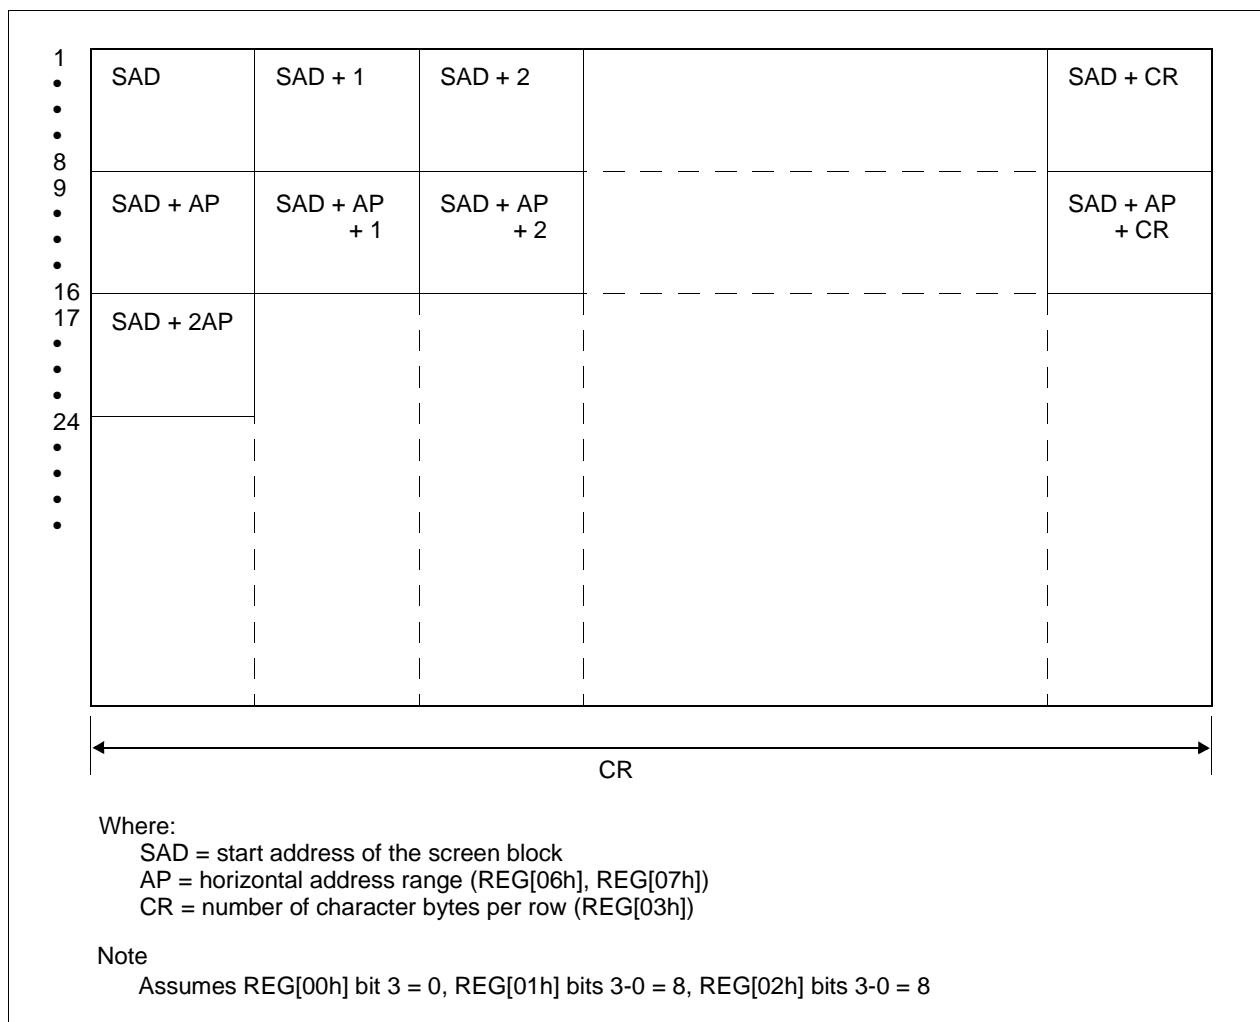 1
•
•
•
8
SAD
SAD + 1
SAD + 2
SAD + CR
9
•
•
•
16
SAD + AP
SAD + AP
+ 1
SAD + AP
+ 2
SAD + AP
+ CR
17
•
•
•
24
SAD + 2AP
•
•
•
•
CR
Where:
SAD = start address of the screen block
AP = horizontal address range (REG[06h], REG[07h])
CR = number of character bytes per row (REG[03h])
Note
Assumes REG[00h] bit 3 = 0, REG[01h] bits 3-0 = 8, REG[02h] bits 3-0 = 8